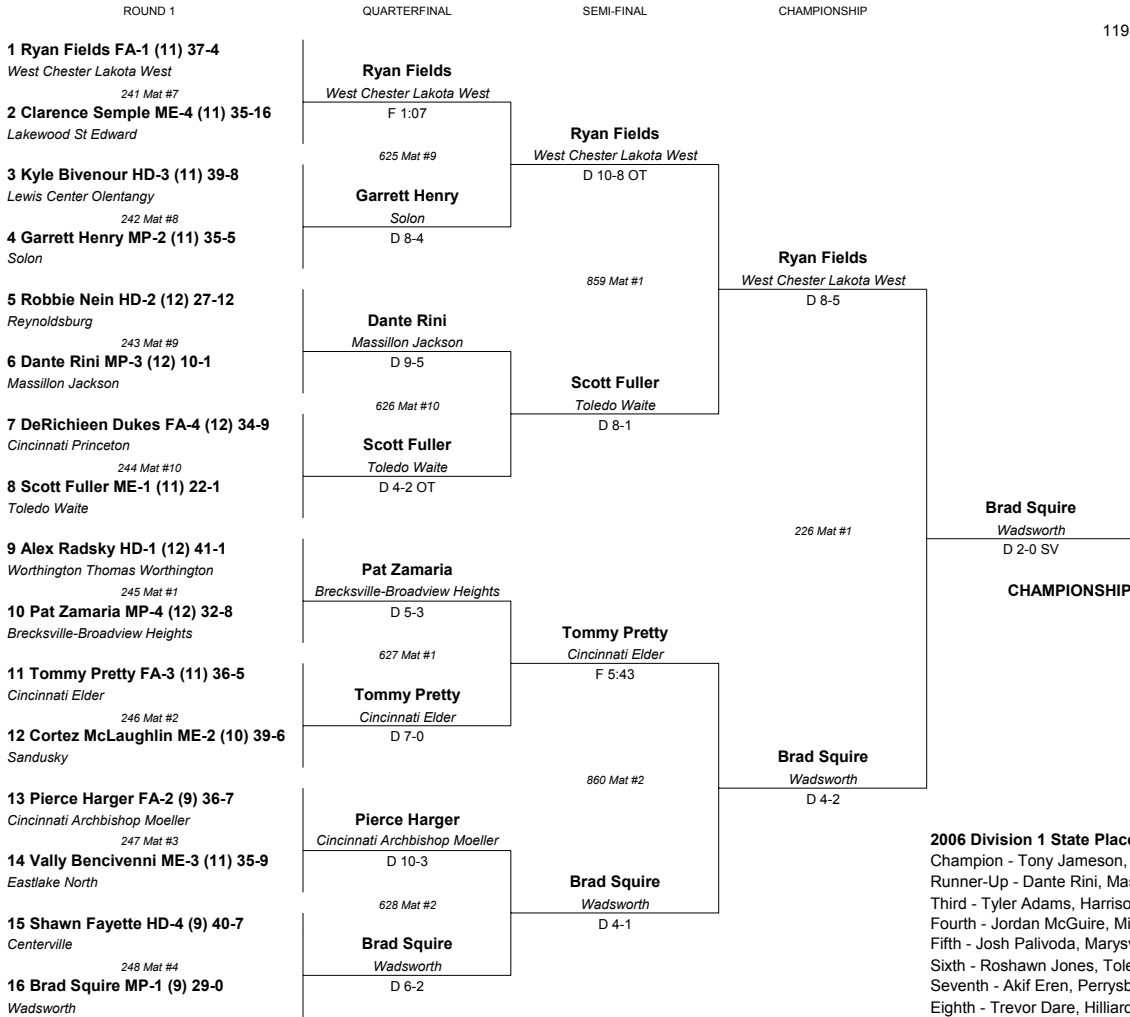 ROUND 1
QUARTERFINAL
SEMI-FINAL
CHAMPIONSHIP
119
1 Ryan Fields FA-1 (11) 37-4
West Chester Lakota West
241 Mat #7
2 Clarence Semple ME-4 (11) 35-16
Lakewood St Edward
3 Kyle Bivenour HD-3 (11) 39-8
Lewis Center Olentangy
242 Mat #8
4 Garrett Henry MP-2 (11) 35-5
Solon
5 Robbie Nein HD-2 (12) 27-12
Reynoldsburg
243 Mat #9
6 Dante Rini MP-3 (12) 10-1
Massillon Jackson
7 DeRichieen Dukes FA-4 (12) 34-9
Cincinnati Princeton
244 Mat #10
8 Scott Fuller ME-1 (11) 22-1
Toledo Waite
9 Alex Radsky HD-1 (12) 41-1
Worthington Thomas Worthington
245 Mat #1
10 Pat Zamaria MP-4 (12) 32-8
Brecksville-Broadview Heights
11 Tommy Pretty FA-3 (11) 36-5
Cincinnati Elder
246 Mat #2
12 Cortez McLaughlin ME-2 (10) 39-6
Sandusky
13 Pierce Harger FA-2 (9) 36-7
Cincinnati Archbishop Moeller
247 Mat #3
14 Vally Bencivenni ME-3 (11) 35-9
Eastlake North
15 Shawn Fayette HD-4 (9) 40-7
Centerville
248 Mat #4
16 Brad Squire MP-1 (9) 29-0
Wadsworth
Ryan Fields
West Chester Lakota West
F 1:07
625 Mat #9
Garrett Henry
Solon
D 8-4
Dante Rini
Massillon Jackson
D 9-5
626 Mat #10
Scott Fuller
Toledo Waite
D 4-2 OT
Pat Zamaria
Brecksville-Broadview Heights
D 5-3
627 Mat #1
Tommy Pretty
Cincinnati Elder
D 7-0
Pierce Harger
Cincinnati Archbishop Moeller
D 10-3
628 Mat #2
Brad Squire
Wadsworth
D 6-2
Ryan Fields
West Chester Lakota West
D 10-8 OT
859 Mat #1
Scott Fuller
Toledo Waite
D 8-1
Tommy Pretty
Cincinnati Elder
F 5:43
860 Mat #2
Brad Squire
Wadsworth
D 4-1
Ryan Fields
West Chester Lakota West
D 8-5
226 Mat #1
Brad Squire
Wadsworth
D 4-2
Brad Squire
Wadsworth
D 2-0 SV
CHAMPIONSHIP
2006 Division 1 State Place
Champion - Tony Jameson,
Runner-Up - Dante Rini, Mas
Third - Tyler Adams, Harriso
Fourth - Jordan McGuire, Mi
Fifth - Josh Palivoda, Marysv
Sixth - Roshawn Jones, Tole
Seventh - Akif Eren, Perrysb
Eighth - Trevor Dare, Hilliard